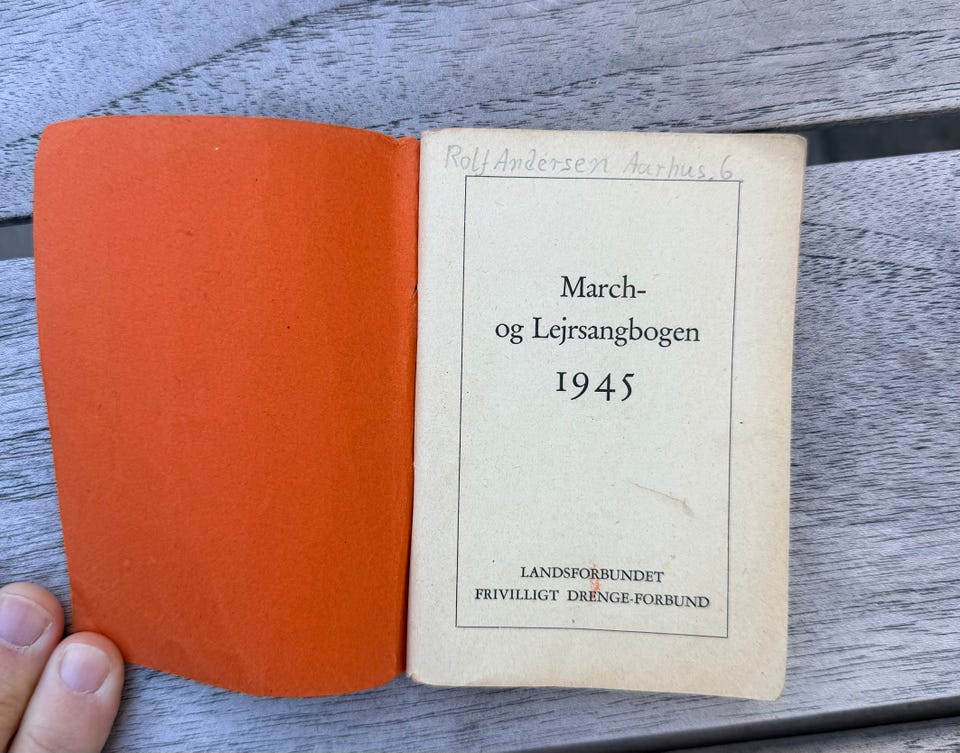 Rolf Andersen Aarhus. 6.
March-
og Lejrsangbogen
1945
LANDSFORBUNDET
FRIVILLIGT DRENGE-FORBUND